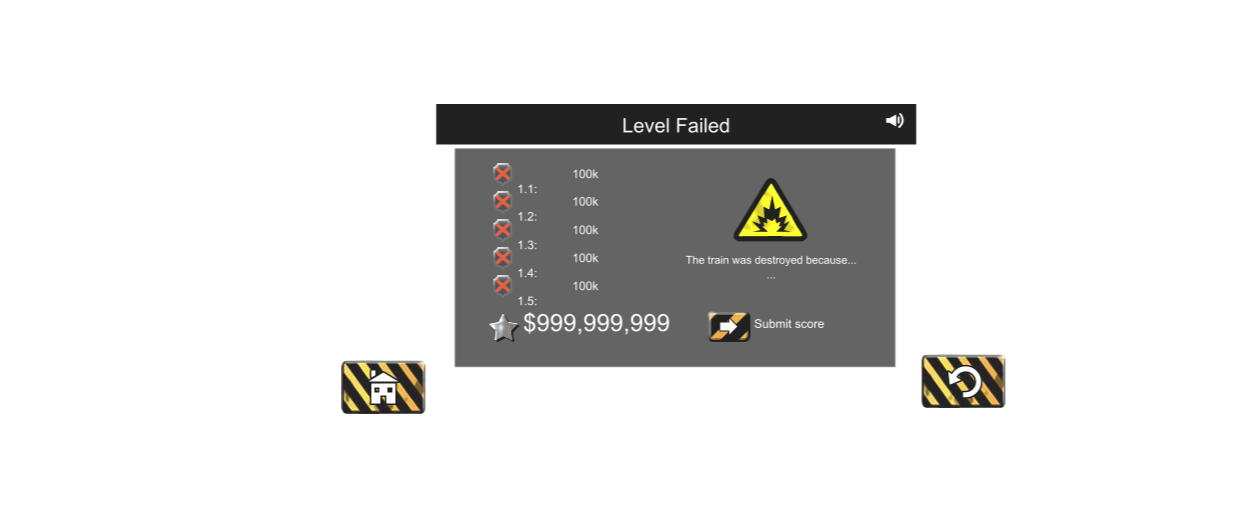 Level Failed
100k
1.1:
100k
1.2:
100k
1.3:
100k
1.4:
100k
1.5:
$999,999,999
The train was destroyed because...
...
Submit score